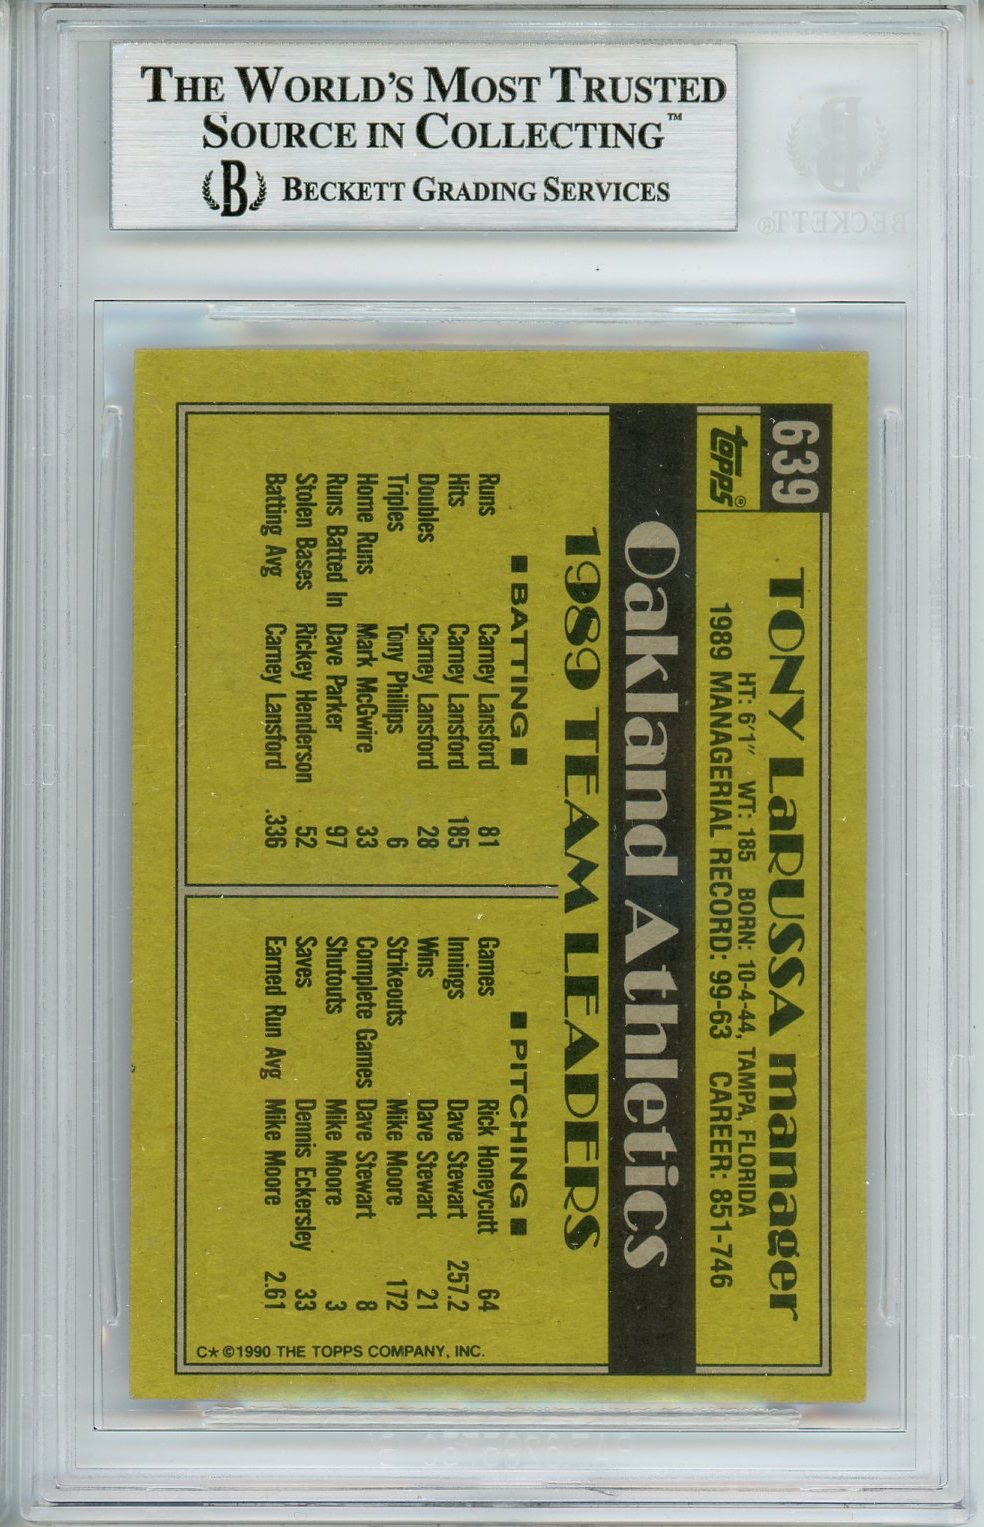 THE WORLD'S MOST TRUSTED
SOURCE IN COLLECTING™
B BECKETT GRADING SERVICES
BECKETT®
639
topps®
TONY LaRUSSA manager
HT: 6'1" WT: 185 BORN: 10-4-44, TAMPA, FLORIDA
1989 MANAGERIAL RECORD: 99-63 CAREER: 851-746
Oakland Athletics
1989 TEAM LEADERS
■ BATTING ■
Runs Carney Lansford 81
Hits Carney Lansford 185
Doubles Carney Lansford 28
Triples Tony Phillips 6
Home Runs Mark McGwire 33
Runs Batted In Dave Parker 97
Stolen Bases Rickey Henderson 52
Batting Avg Carney Lansford .336
■ PITCHING ■
Games Rick Honeycutt 64
Innings Dave Stewart 257.2
Wins Dave Stewart 21
Strikeouts Mike Moore 172
Complete Games Dave Stewart 8
Shutouts Mike Moore 3
Saves Dennis Eckersley 33
Earned Run Avg Mike Moore 2.61
C★©1990 THE TOPPS COMPANY, INC.